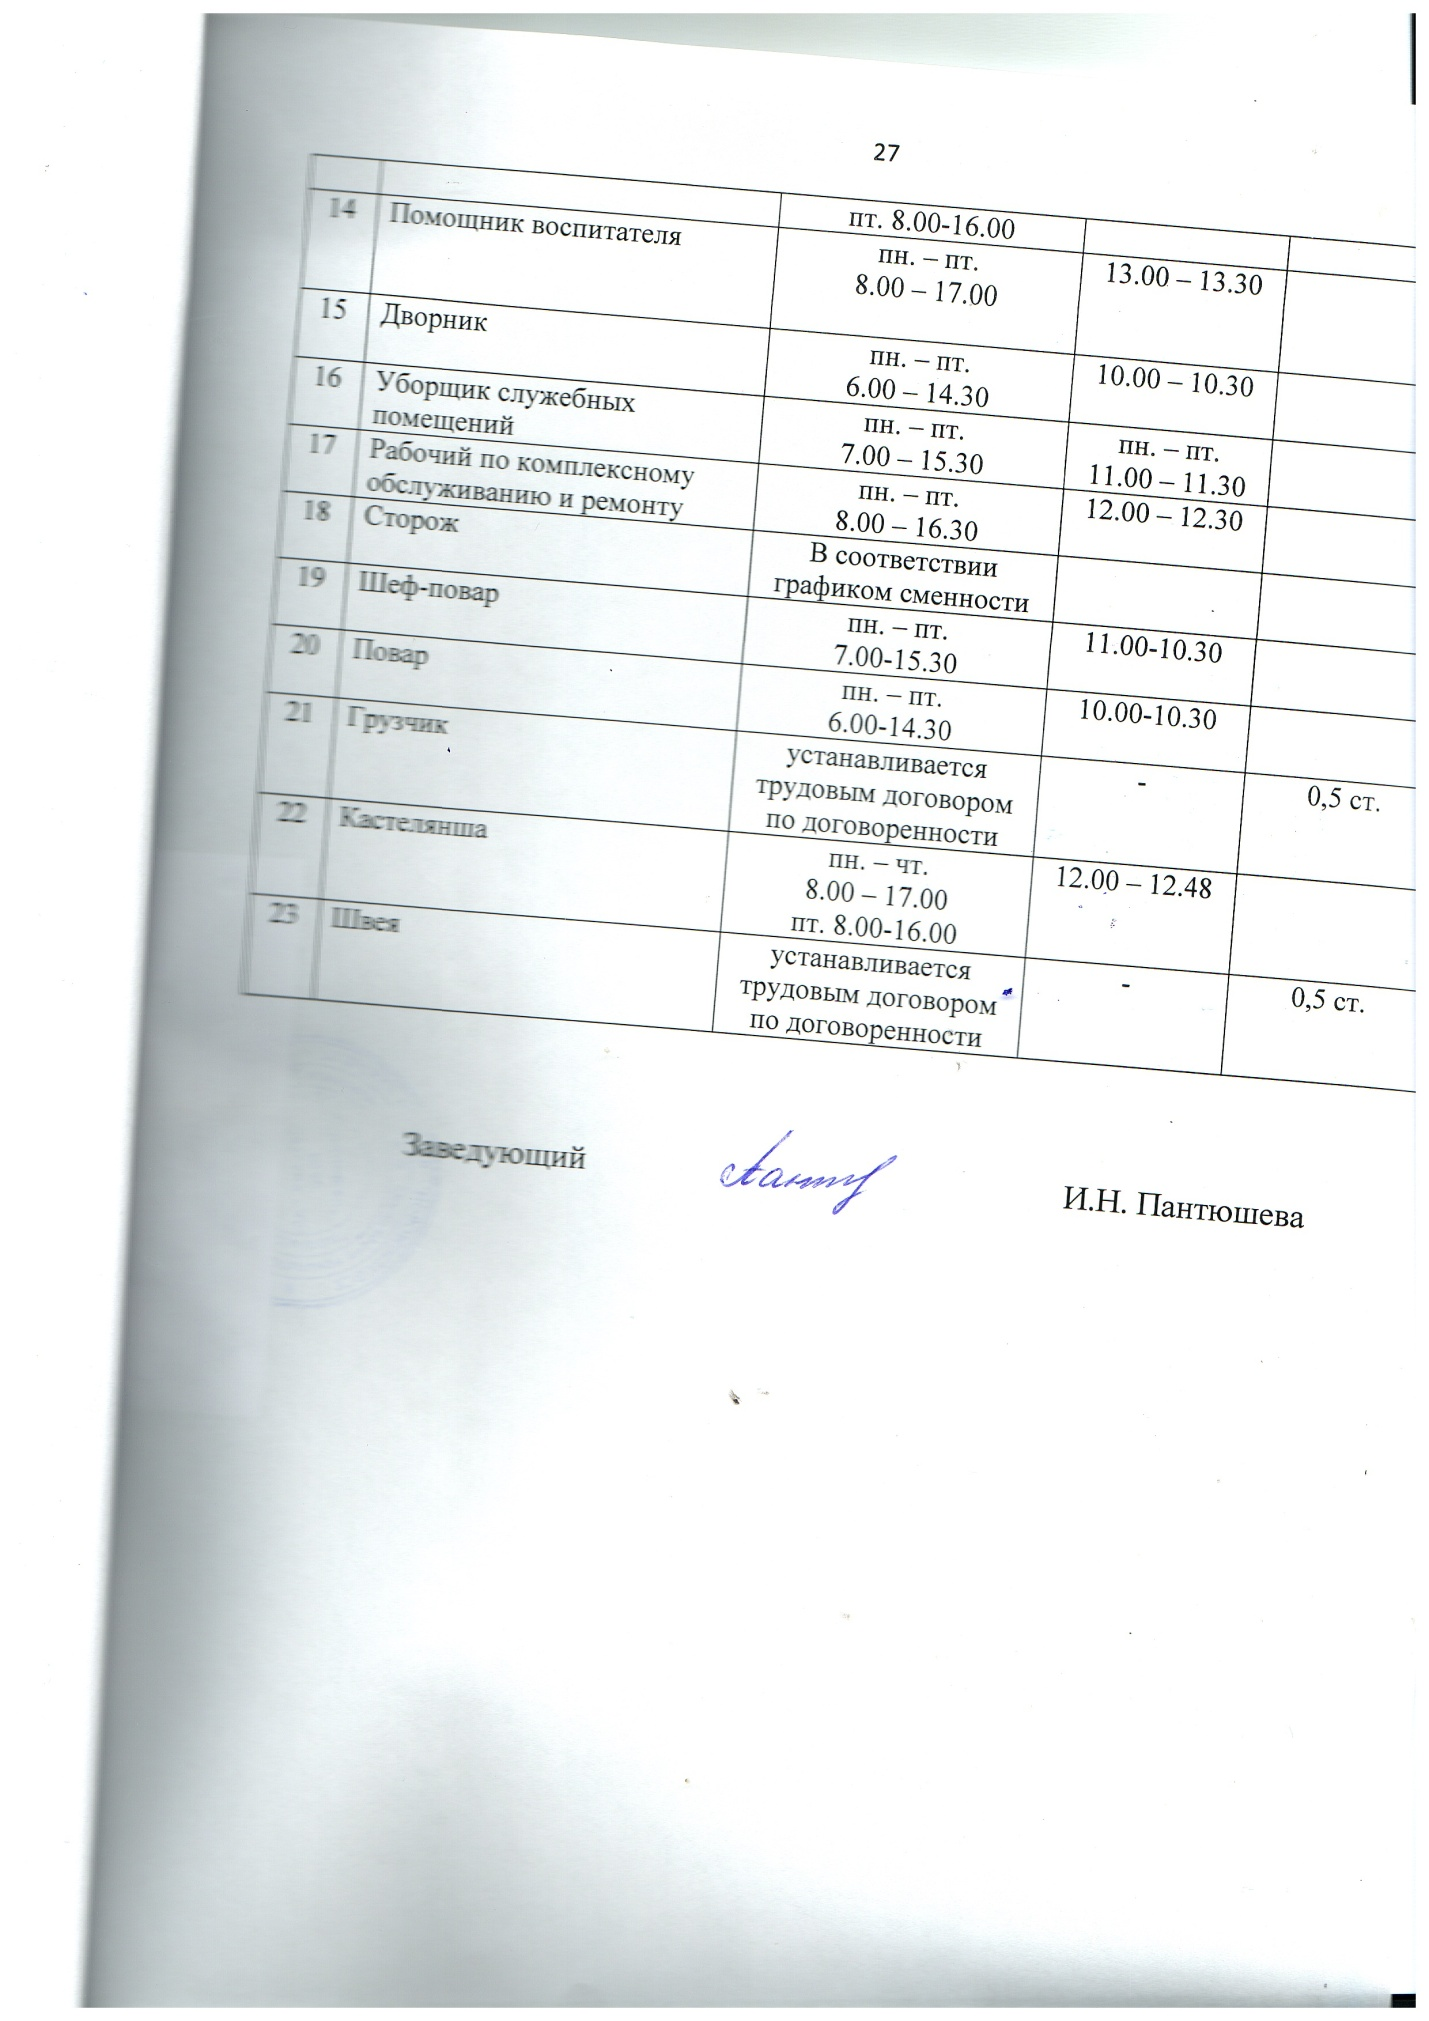 27
пт. 8.00-16.00
14 Помощник воспитателя пн. – пт. 13.00 – 13.30
8.00 – 17.00
15 Дворник пн. – пт. 10.00 – 10.30
6.00 – 14.30
16 Уборщик служебных пн. – пт. пн. – пт.
помещений 7.00 – 15.30 11.00 – 11.30
17 Рабочий по комплексному пн. – пт. 12.00 – 12.30
обслуживанию и ремонту 8.00 – 16.30
18 Сторож В соответствии
графиком сменности
19 Шеф-повар пн. – пт. 11.00-10.30
7.00-15.30
20 Повар пн. – пт. 10.00-10.30
6.00-14.30
21 Грузчик устанавливается - 0,5 ст.
трудовым договором
по договоренности
22 Кастелянша пн. – чт. 12.00 – 12.48
8.00 – 17.00
пт. 8.00-16.00
23 Швея устанавливается - 0,5 ст.
трудовым договором
по договоренности
Заведующий И.Н. Пантюшева